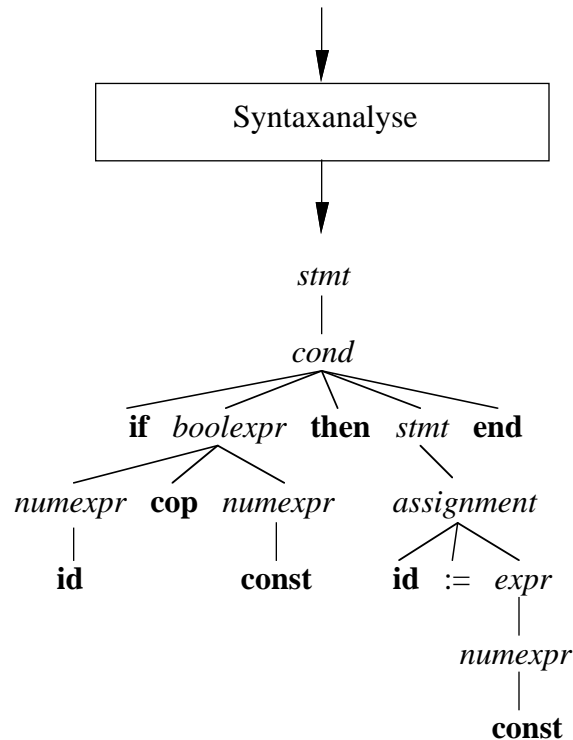 Syntaxanalyse
stmt
cond
if boolexpr then stmt end
numexpr cop numexpr assignment
id const id := expr
numexpr
const